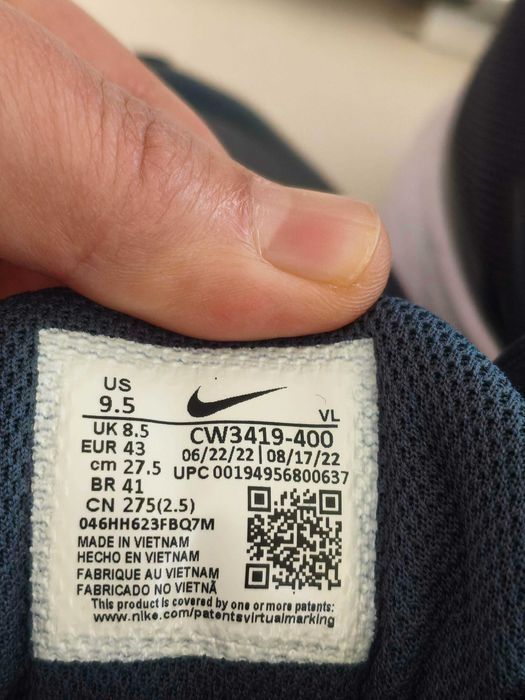 US
9.5
VL
UK 8.5
EUR 43
cm 27.5
BR 41
CN 275(2.5)
CW3419-400
06/22/22 | 08/17/22
UPC 00194956800637
046HH623FBQ7M
MADE IN VIETNAM
HECHO EN VIETNAM
FABRIQUE AU VIETNAM
FABRICADO NO VIETNÃ
This product is covered by one or more patents:
www.nike.com/patentsvirtualmarking